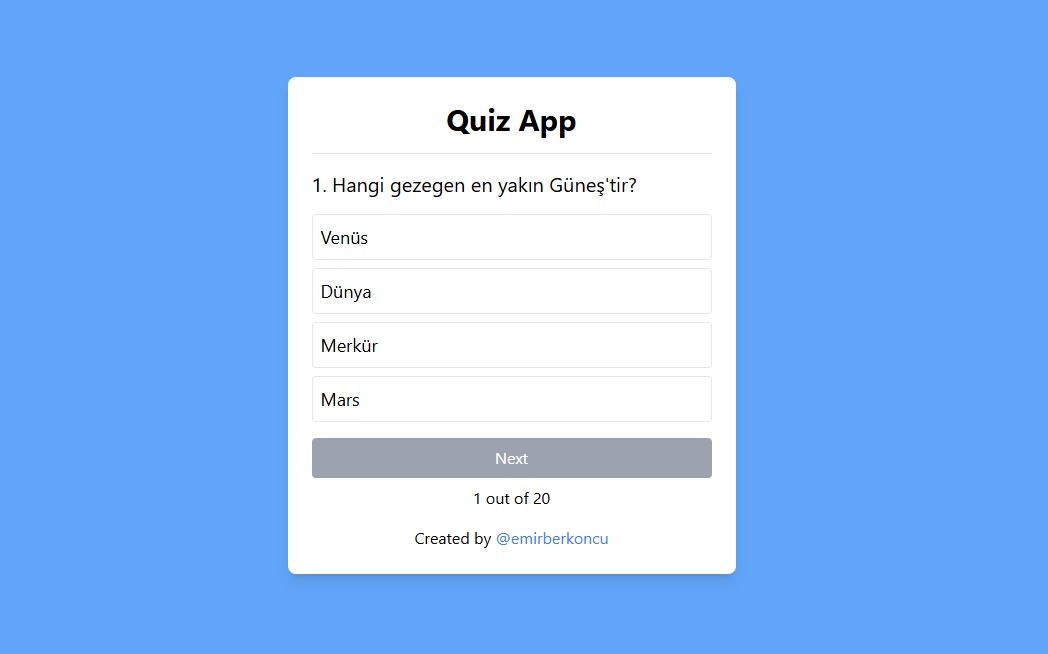 Quiz App
1. Hangi gezegen en yakın Güneş'tir?
Venüs
Dünya
Merkür
Mars
Next
1 out of 20
Created by @emirberkoncu